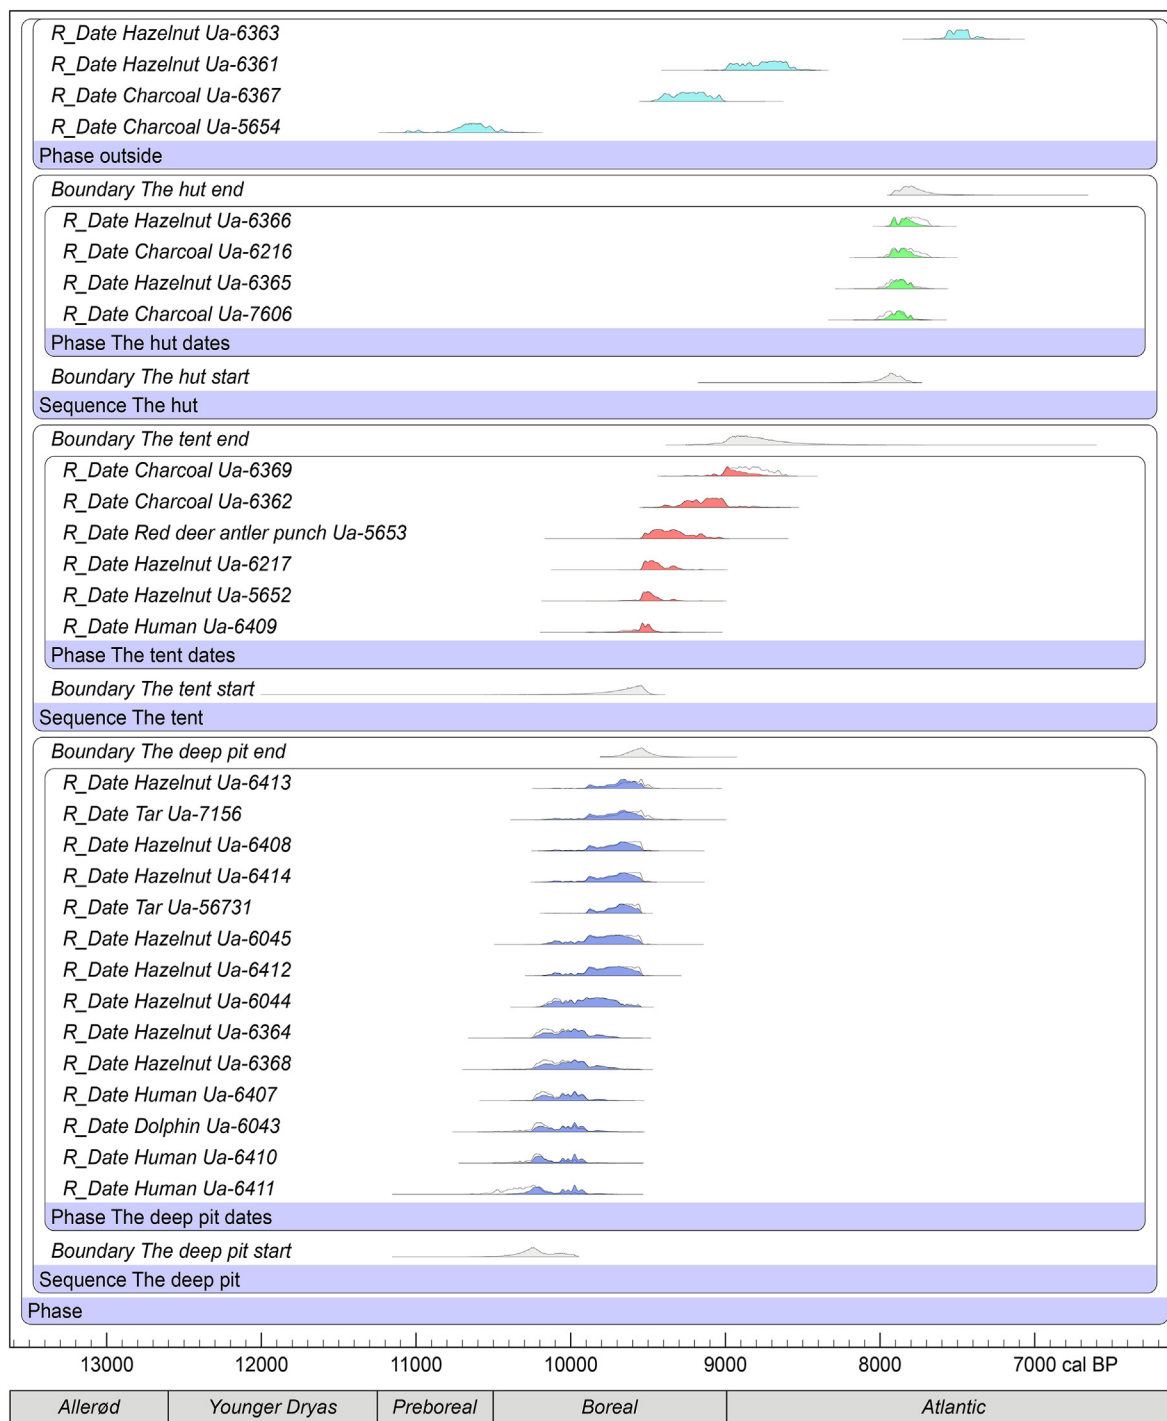 R_Date Hazelnut Ua-6363
R_Date Hazelnut Ua-6361
R_Date Charcoal Ua-6367
R_Date Charcoal Ua-5654
Phase outside
Boundary The hut end
R_Date Hazelnut Ua-6366
R_Date Charcoal Ua-6216
R_Date Hazelnut Ua-6365
R_Date Charcoal Ua-7606
Phase The hut dates
Boundary The hut start
Sequence The hut
Boundary The tent end
R_Date Charcoal Ua-6369
R_Date Charcoal Ua-6362
R_Date Red deer antler punch Ua-5653
R_Date Hazelnut Ua-6217
R_Date Hazelnut Ua-5652
R_Date Human Ua-6409
Phase The tent dates
Boundary The tent start
Sequence The tent
Boundary The deep pit end
R_Date Hazelnut Ua-6413
R_Date Tar Ua-7156
R_Date Hazelnut Ua-6408
R_Date Hazelnut Ua-6414
R_Date Tar Ua-56731
R_Date Hazelnut Ua-6045
R_Date Hazelnut Ua-6412
R_Date Hazelnut Ua-6044
R_Date Hazelnut Ua-6364
R_Date Hazelnut Ua-6368
R_Date Human Ua-6407
R_Date Dolphin Ua-6043
R_Date Human Ua-6410
R_Date Human Ua-6411
Phase The deep pit dates
Boundary The deep pit start
Sequence The deep pit
Phase
13000 12000 11000 10000 9000 8000 7000 cal BP
Allerød Younger Dryas Preboreal Boreal Atlantic